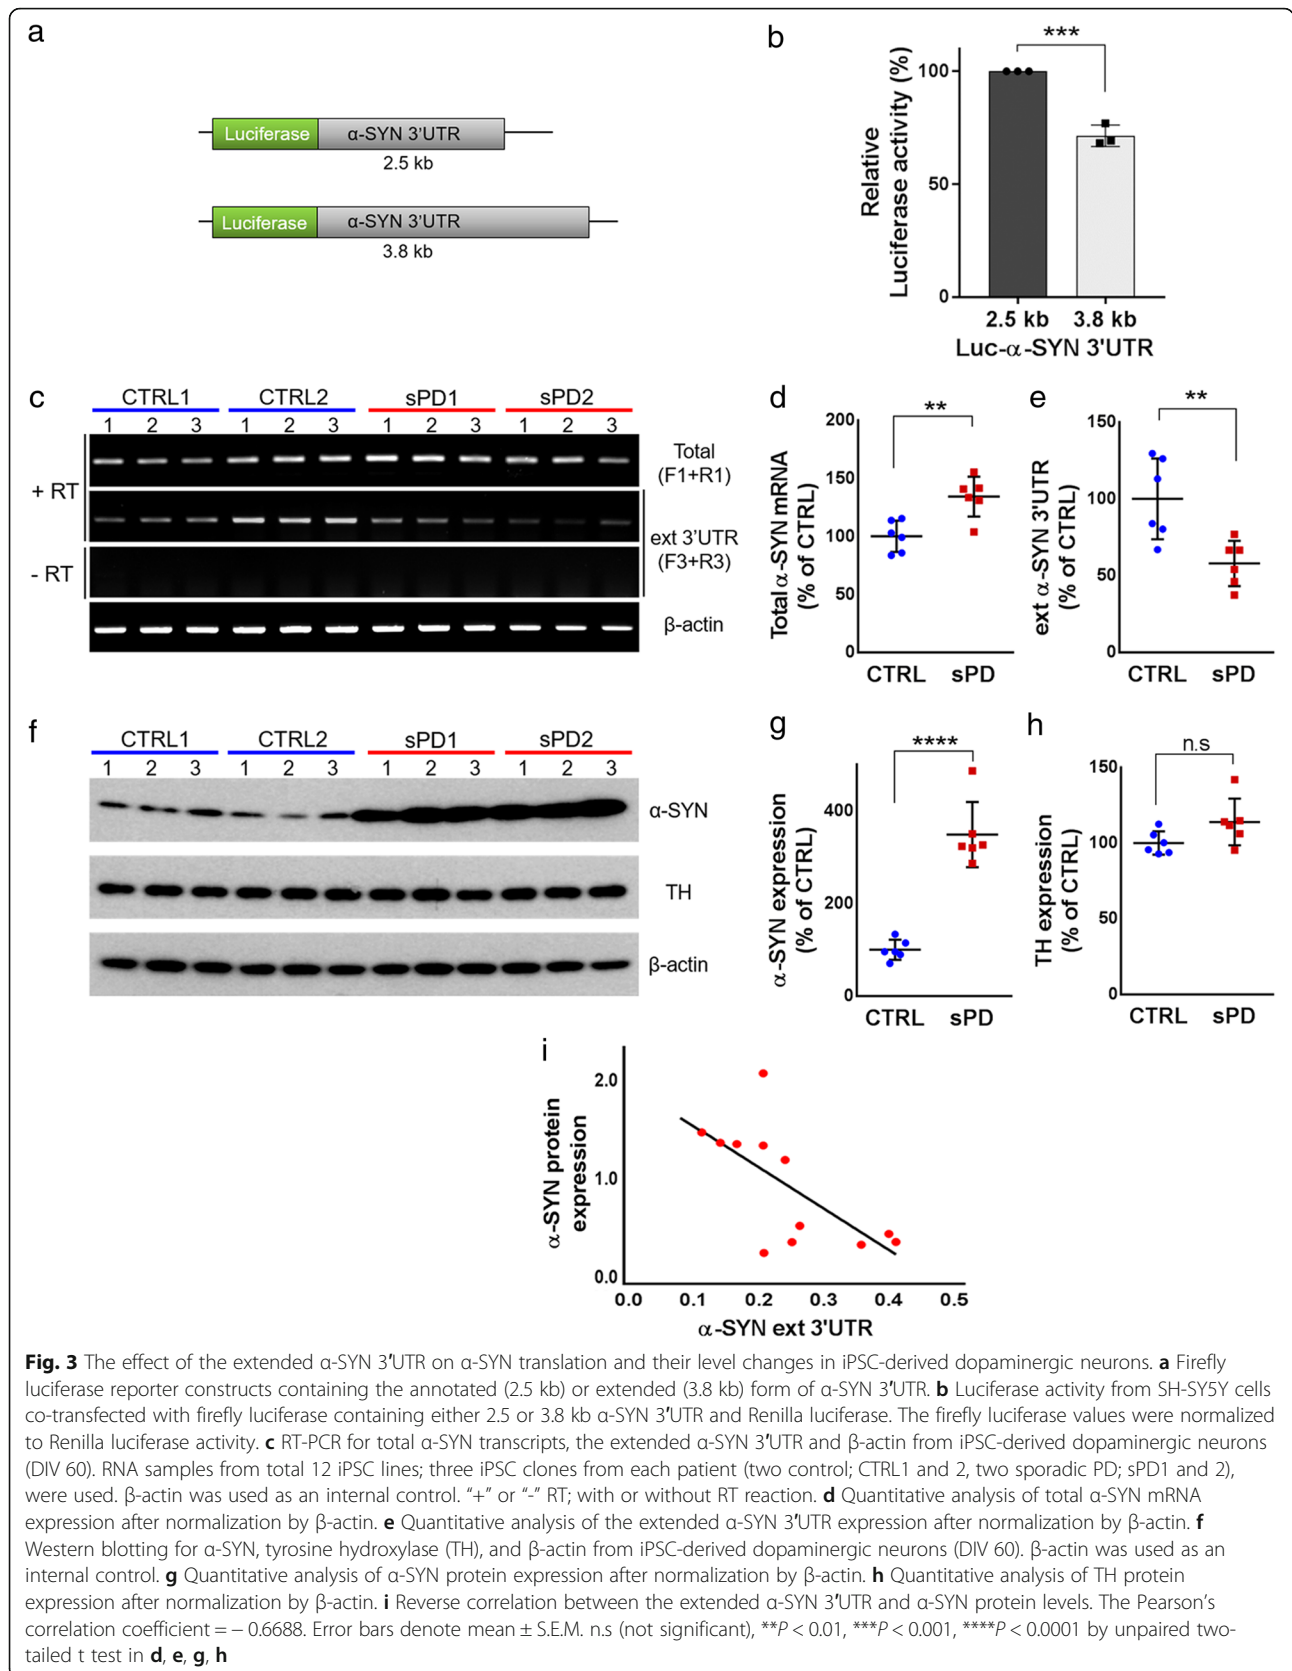 a
Luciferase α-SYN 3'UTR
2.5 kb
Luciferase α-SYN 3'UTR
3.8 kb
b
***
Relative
Luciferase activity (%)
100
50
0
2.5 kb 3.8 kb
Luc-α-SYN 3'UTR
c
CTRL1 CTRL2 sPD1 sPD2
1 2 3 1 2 3 1 2 3 1 2 3
+ RT
- RT
Total
(F1+R1)
ext 3'UTR
(F3+R3)
β-actin
d
**
Total α-SYN mRNA
(% of CTRL)
200
150
100
50
0
CTRL sPD
e
**
ext α-SYN 3'UTR
(% of CTRL)
150
100
50
0
CTRL sPD
f
CTRL1 CTRL2 sPD1 sPD2
1 2 3 1 2 3 1 2 3 1 2 3
α-SYN
TH
β-actin
g
****
α-SYN expression
(% of CTRL)
400
200
0
CTRL sPD
h
n.s
TH expression
(% of CTRL)
150
100
50
0
CTRL sPD
i
α-SYN protein
expression
2.0
1.0
0.0
0.0 0.1 0.2 0.3 0.4 0.5
α-SYN ext 3'UTR
Fig. 3 The effect of the extended α-SYN 3′UTR on α-SYN translation and their level changes in iPSC-derived dopaminergic neurons. a Firefly
luciferase reporter constructs containing the annotated (2.5 kb) or extended (3.8 kb) form of α-SYN 3′UTR. b Luciferase activity from SH-SY5Y cells
co-transfected with firefly luciferase containing either 2.5 or 3.8 kb α-SYN 3′UTR and Renilla luciferase. The firefly luciferase values were normalized
to Renilla luciferase activity. c RT-PCR for total α-SYN transcripts, the extended α-SYN 3′UTR and β-actin from iPSC-derived dopaminergic neurons
(DIV 60). RNA samples from total 12 iPSC lines; three iPSC clones from each patient (two control; CTRL1 and 2, two sporadic PD; sPD1 and 2),
were used. β-actin was used as an internal control. “+” or “-” RT; with or without RT reaction. d Quantitative analysis of total α-SYN mRNA
expression after normalization by β-actin. e Quantitative analysis of the extended α-SYN 3′UTR expression after normalization by β-actin. f
Western blotting for α-SYN, tyrosine hydroxylase (TH), and β-actin from iPSC-derived dopaminergic neurons (DIV 60). β-actin was used as an
internal control. g Quantitative analysis of α-SYN protein expression after normalization by β-actin. h Quantitative analysis of TH protein
expression after normalization by β-actin. i Reverse correlation between the extended α-SYN 3′UTR and α-SYN protein levels. The Pearson’s
correlation coefficient = − 0.6688. Error bars denote mean ± S.E.M. n.s (not significant), **P < 0.01, ***P < 0.001, ****P < 0.0001 by unpaired two-
tailed t test in d, e, g, h